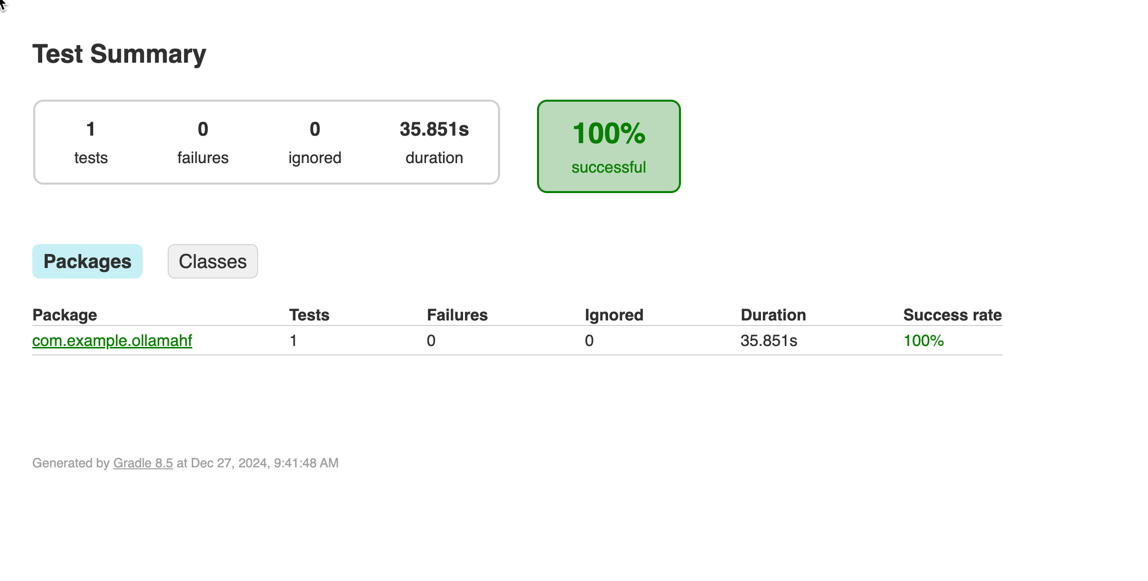 Test Summary
1 0 0 35.851s
tests failures ignored duration
100%
successful
Packages Classes
Package Tests Failures Ignored Duration Success rate
com.example.ollamahf 1 0 0 35.851s 100%
Generated by Gradle 8.5 at Dec 27, 2024, 9:41:48 AM